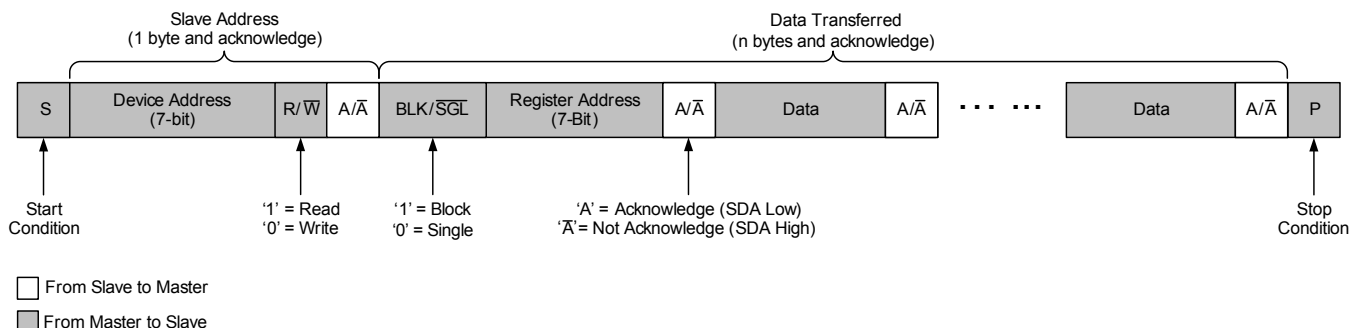 Slave Address
(1 byte and acknowledge)
Data Transferred
(n bytes and acknowledge)
S
Device Address
(7-bit)
R/W̅
A/A̅
BLK/S̅G̅L̅
Register Address
(7-Bit)
A/A̅
Data
A/A̅
Data
A/A̅
P
Start
Condition
‘1’ = Read
‘0’ = Write
‘1’ = Block
‘0’ = Single
‘A’ = Acknowledge (SDA Low)
‘A̅’ = Not Acknowledge (SDA High)
Stop
Condition
From Slave to Master
From Master to Slave